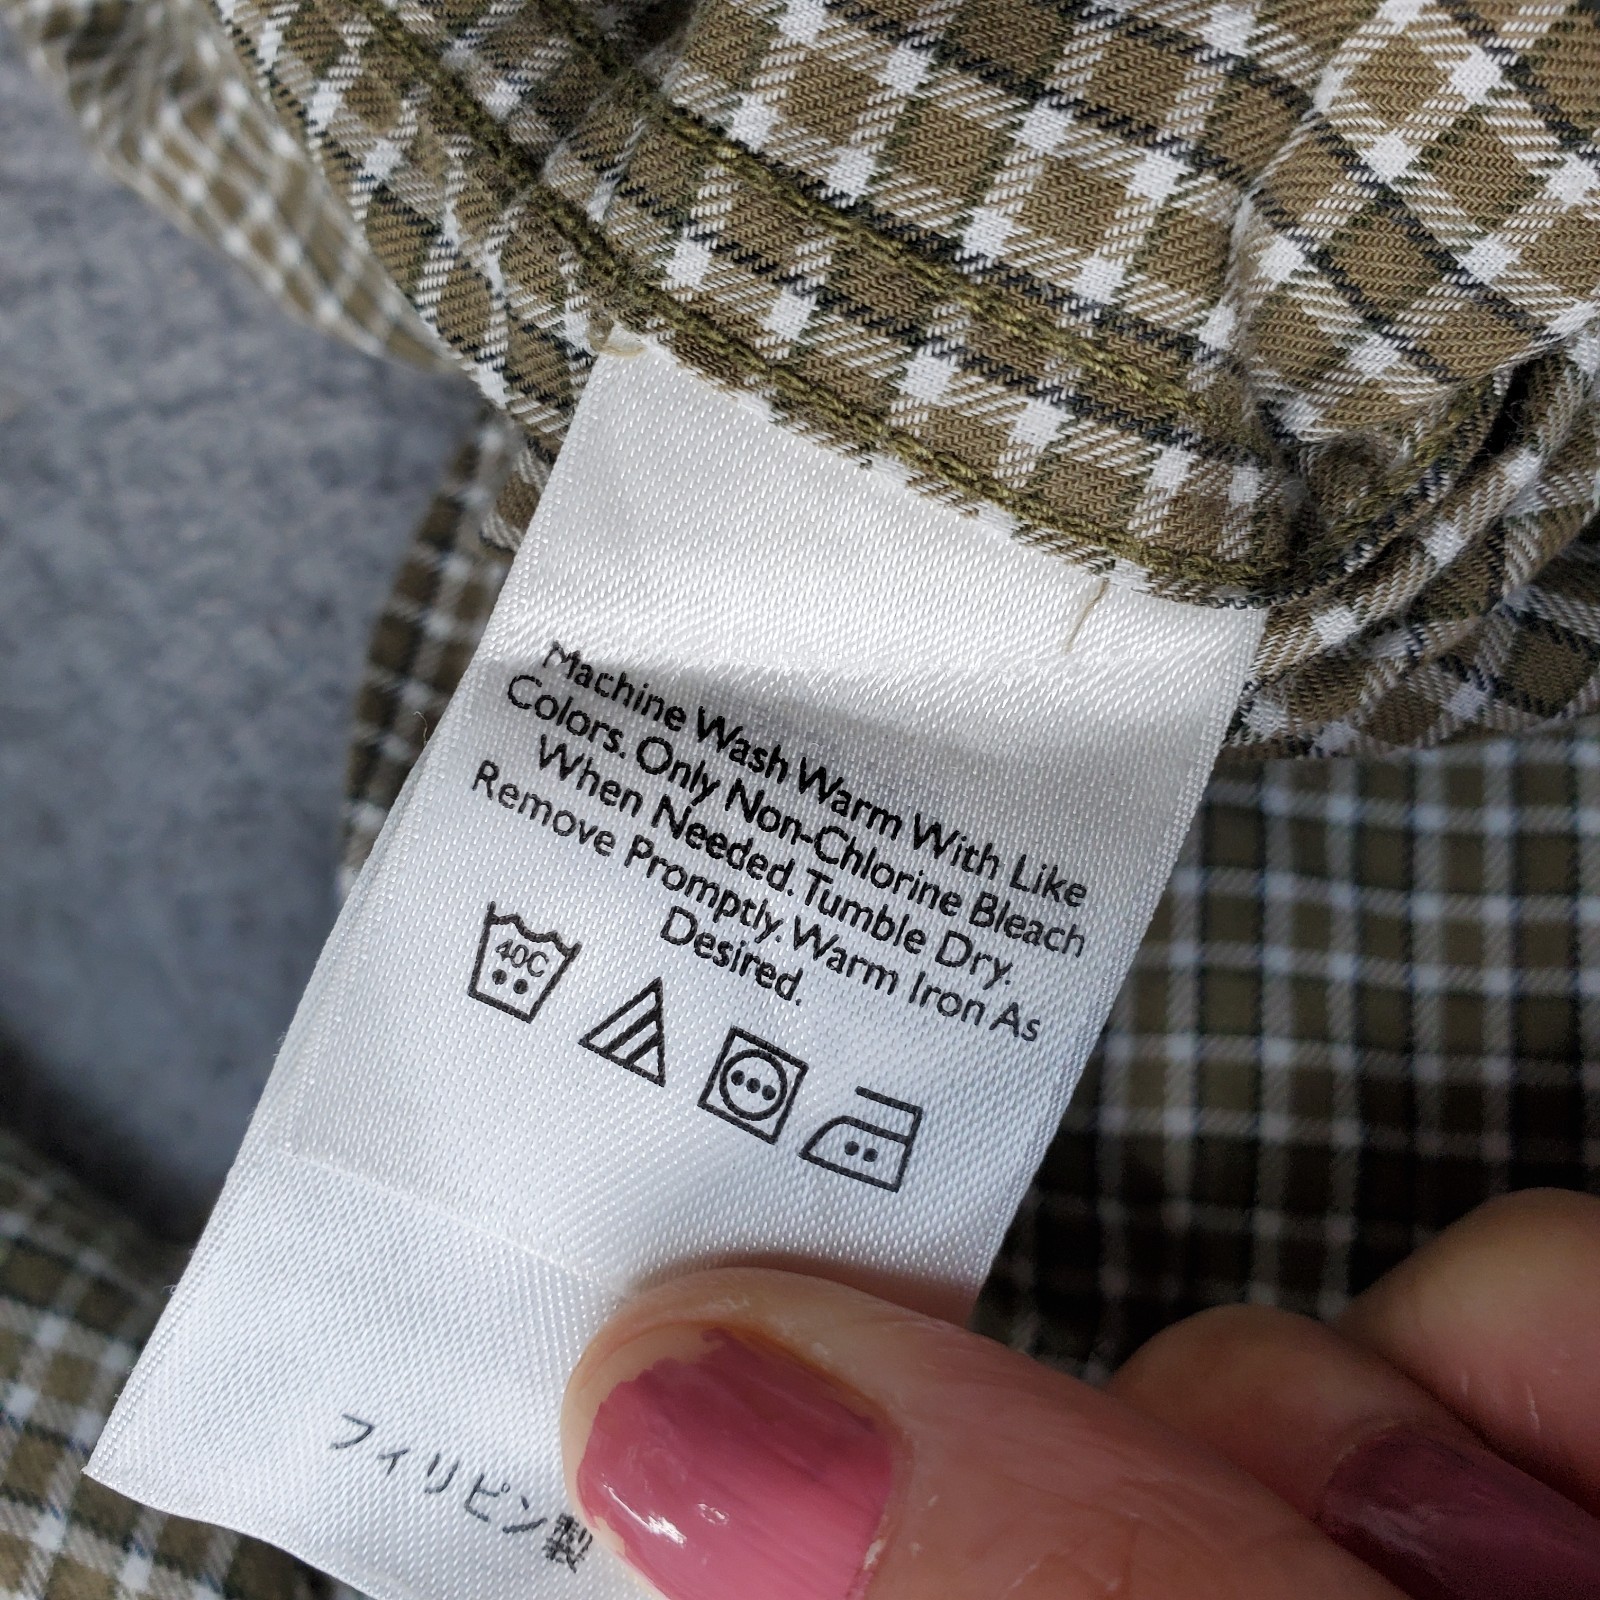 Machine Wash Warm With Like
Colors. Only Non-Chlorine Bleach
When Needed. Tumble Dry.
Remove Promptly. Warm Iron As
Desired.
40C
フィリピン製